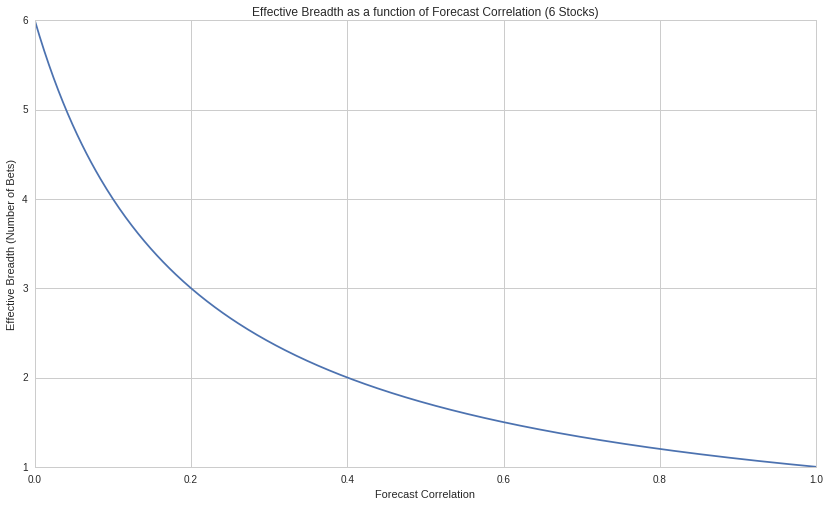 Effective Breadth as a function of Forecast Correlation (6 Stocks)
6
5
4
3
2
1
Effective Breadth (Number of Bets)
0.0 0.2 0.4 0.6 0.8 1.0
Forecast Correlation